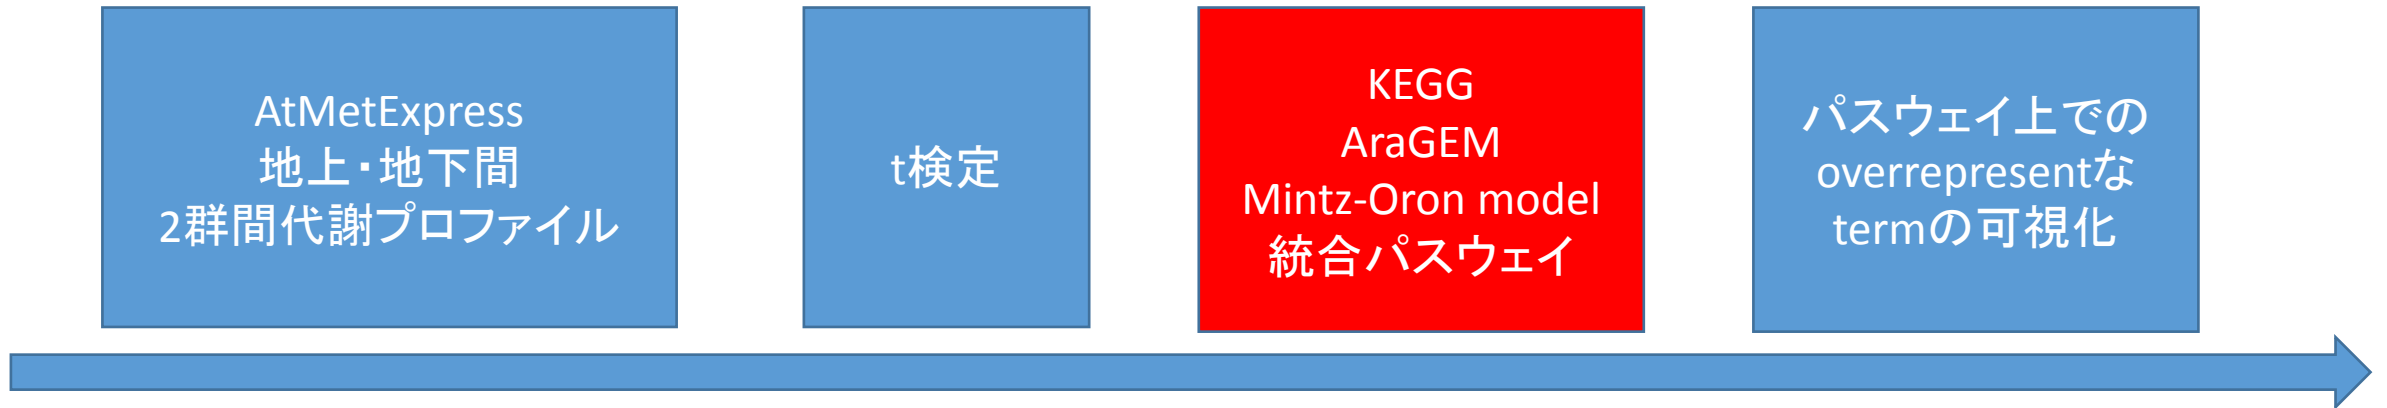 AtMetExpress
地上・地下間
2群間代謝プロファイル
t検定
KEGG
AraGEM
Mintz-Oron model
統合パスウェイ
パスウェイ上での
overrepresentな
termの可視化